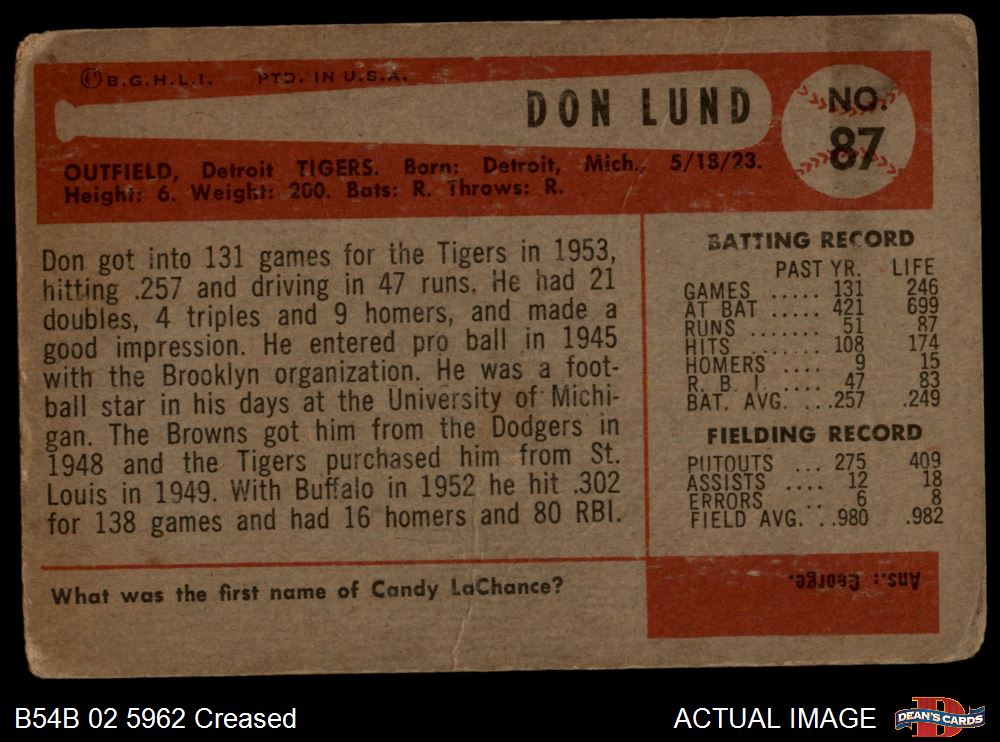 ©B.G.H.L.I. PTD. IN U.S.A.
DON LUND
NO.
87
OUTFIELD, Detroit TIGERS. Born: Detroit, Mich., 5/18/23.
Height: 6. Weight: 200. Bats: R. Throws: R.
Don got into 131 games for the Tigers in 1953,
hitting .257 and driving in 47 runs. He had 21
doubles, 4 triples and 9 homers, and made a
good impression. He entered pro ball in 1945
with the Brooklyn organization. He was a foot-
ball star in his days at the University of Michi-
gan. The Browns got him from the Dodgers in
1948 and the Tigers purchased him from St.
Louis in 1949. With Buffalo in 1952 he hit .302
for 138 games and had 16 homers and 80 RBI.
BATTING RECORD
PAST YR. LIFE
GAMES ..... 131 246
AT BAT ..... 421 699
RUNS ....... 51 87
HITS ....... 108 174
HOMERS .... 9 15
R. B. I. .... 47 83
BAT. AVG. ...257 .249
FIELDING RECORD
PUTOUTS ... 275 409
ASSISTS .... 12 18
ERRORS .. 6 8
FIELD AVG. ..980 .982
What was the first name of Candy LaChance?
Ans.: George.
B54B 02 5962 Creased
ACTUAL IMAGE
DEAN'S CARDS